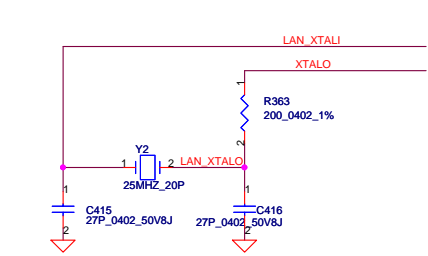 LAN_XTALI
XTALO
1
R363
200_0402_1%
2
Y2
1
2
LAN_XTALO
25MHZ_20P
1
C415
27P_0402_50V8J
2
1
C416
27P_0402_50V8J
2